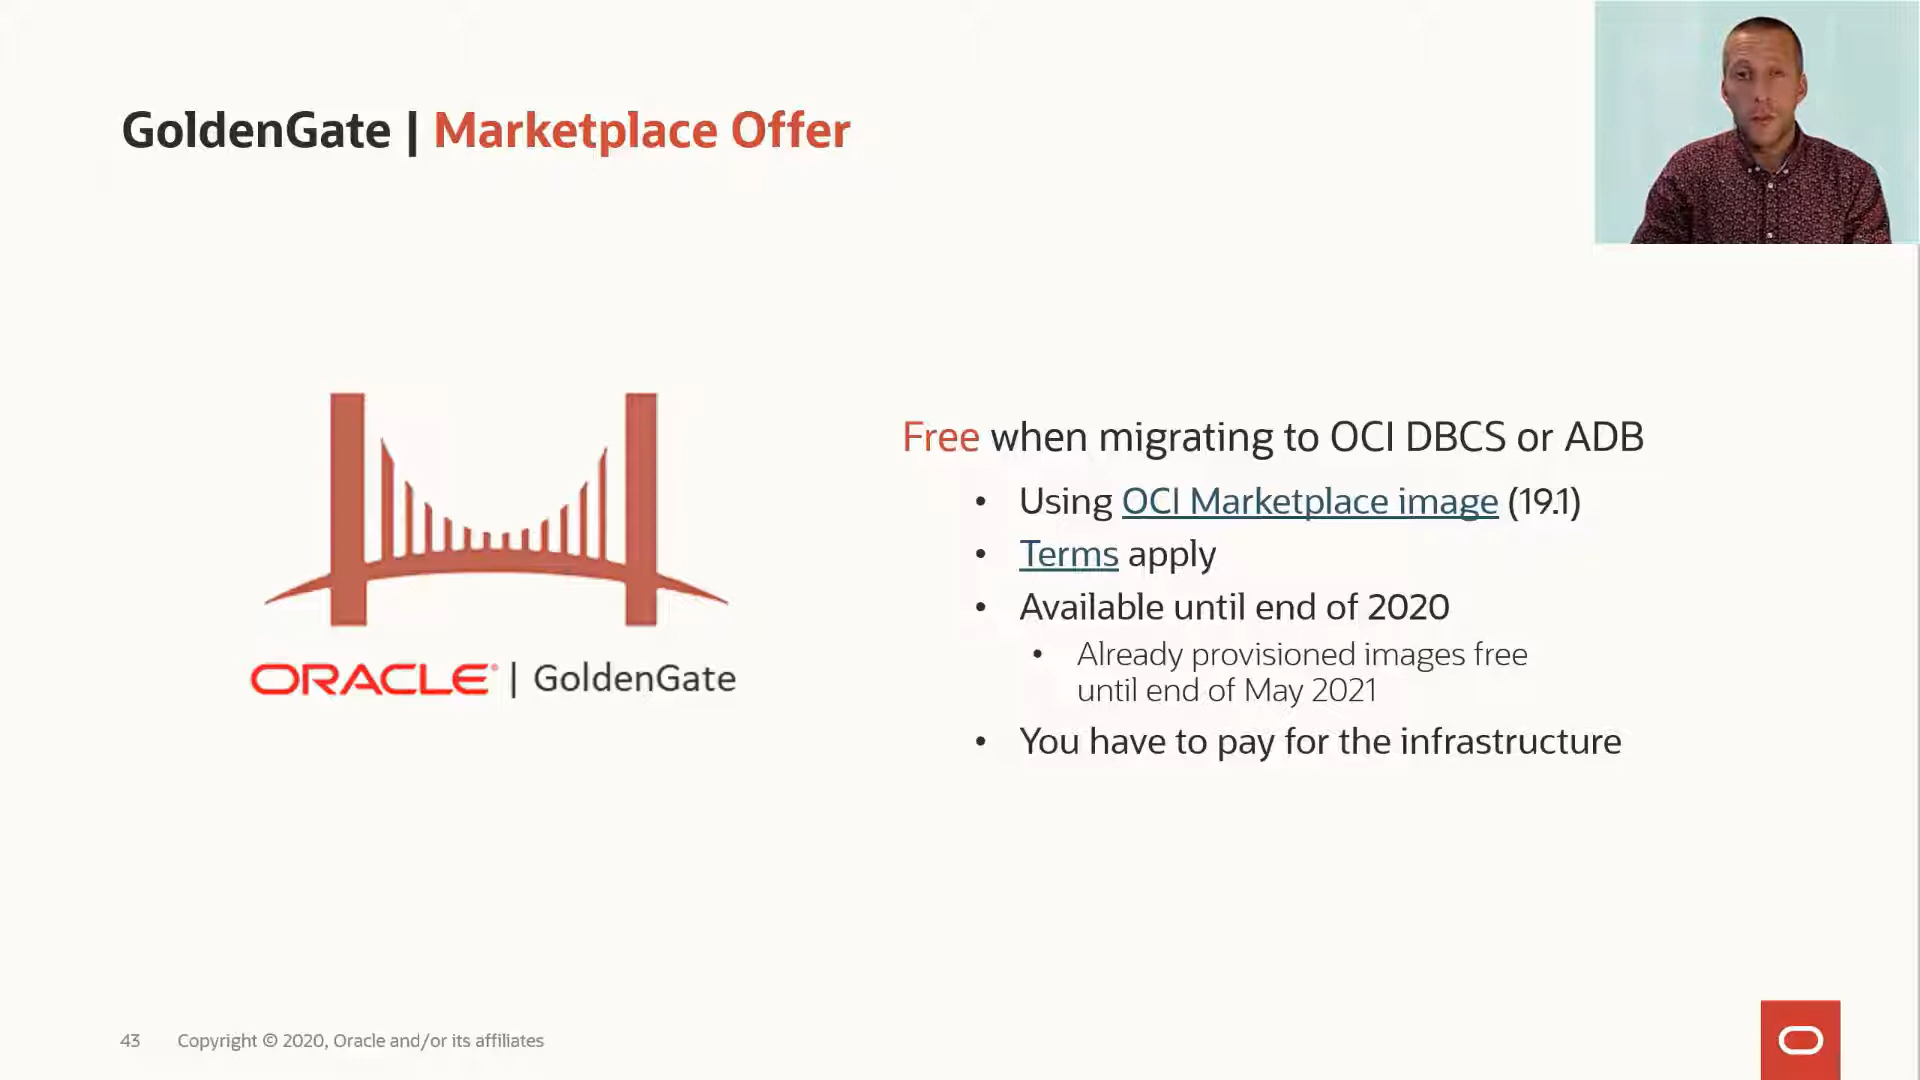 GoldenGate | Marketplace Offer
ORACLE® | GoldenGate
Free when migrating to OCI DBCS or ADB
• Using OCI Marketplace image (19.1)
• Terms apply
• Available until end of 2020
• Already provisioned images free
until end of May 2021
• You have to pay for the infrastructure
43 Copyright © 2020, Oracle and/or its affiliates